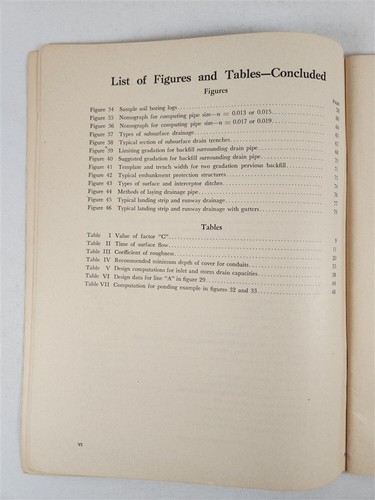 List of Figures and Tables—Concluded
Figures
Page
Figure 34 Sample soil boring logs
Figure 35 Nomograph for computing pipe size—n = 0.013 or 0.015
Figure 36 Nomograph for computing pipe size—n = 0.017 or 0.019
Figure 37 Types of subsurface drainage
Figure 38 Typical section of subsurface drain trenches
Figure 39 Limiting gradation for backfill surrounding drain pipe
Figure 40 Suggested gradation for backfill surrounding drain pipe
Figure 41 Template and trench width for two gradation pervious backfill
Figure 42 Typical embankment protection structures
Figure 43 Types of surface and interceptor ditches
Figure 44 Methods of laying drainage pipe
Figure 45 Typical landing strip and runway drainage
Figure 46 Typical landing strip and runway drainage with gutters
Tables
Table I Value of factor "C" 9
Table II Time of surface flow 11
Table III Coefficient of roughness 20
Table IV Recommended minimum depth of cover for conduits
Table V Design computations for inlet and storm drain capacities
Table VI Design data for line "A" in figure 29
Table VII Computation for ponding example in figures 32 and 33
vi